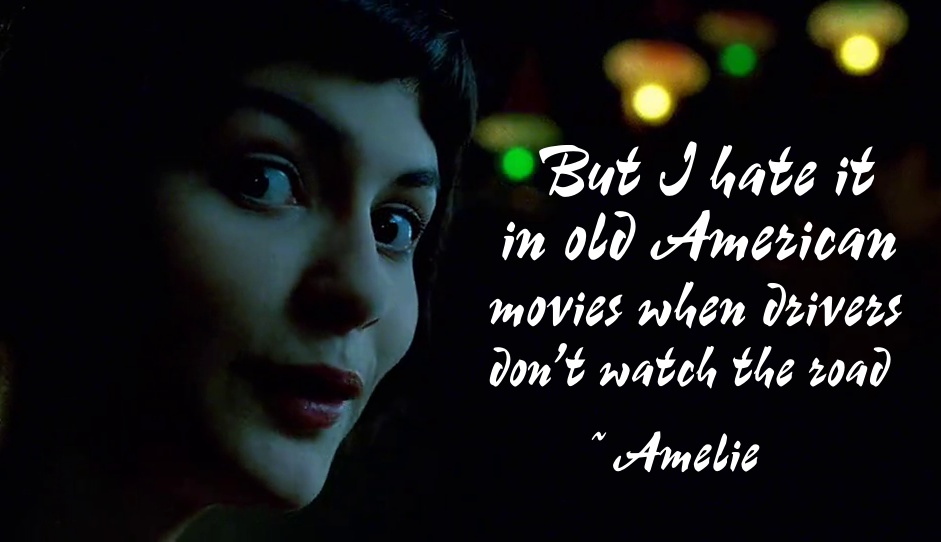 But I hate it
in old American
movies when drivers
don't watch the road
~ Amelie